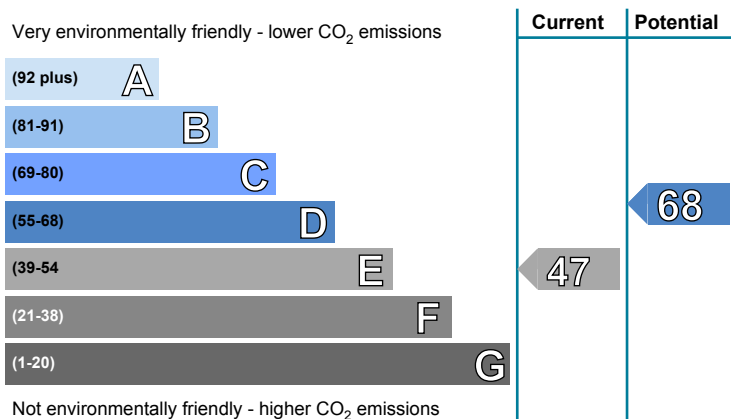 Very environmentally friendly - lower CO2 emissions
Current
Potential
(92 plus) A
(81-91) B
(69-80) C
(55-68) D
68
(39-54 E
47
(21-38) F
(1-20) G
Not environmentally friendly - higher CO2 emissions